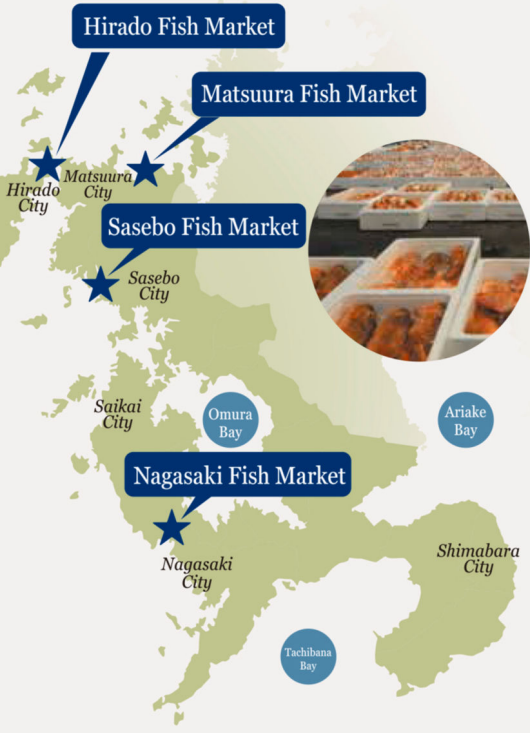 Hirado Fish Market
Matsuura Fish Market
Hirado
City
Matsuura
City
Sasebo Fish Market
Sasebo
City
Saikai
City
Omura
Bay
Ariake
Bay
Nagasaki Fish Market
Nagasaki
City
Shimabara
City
Tachibana
Bay